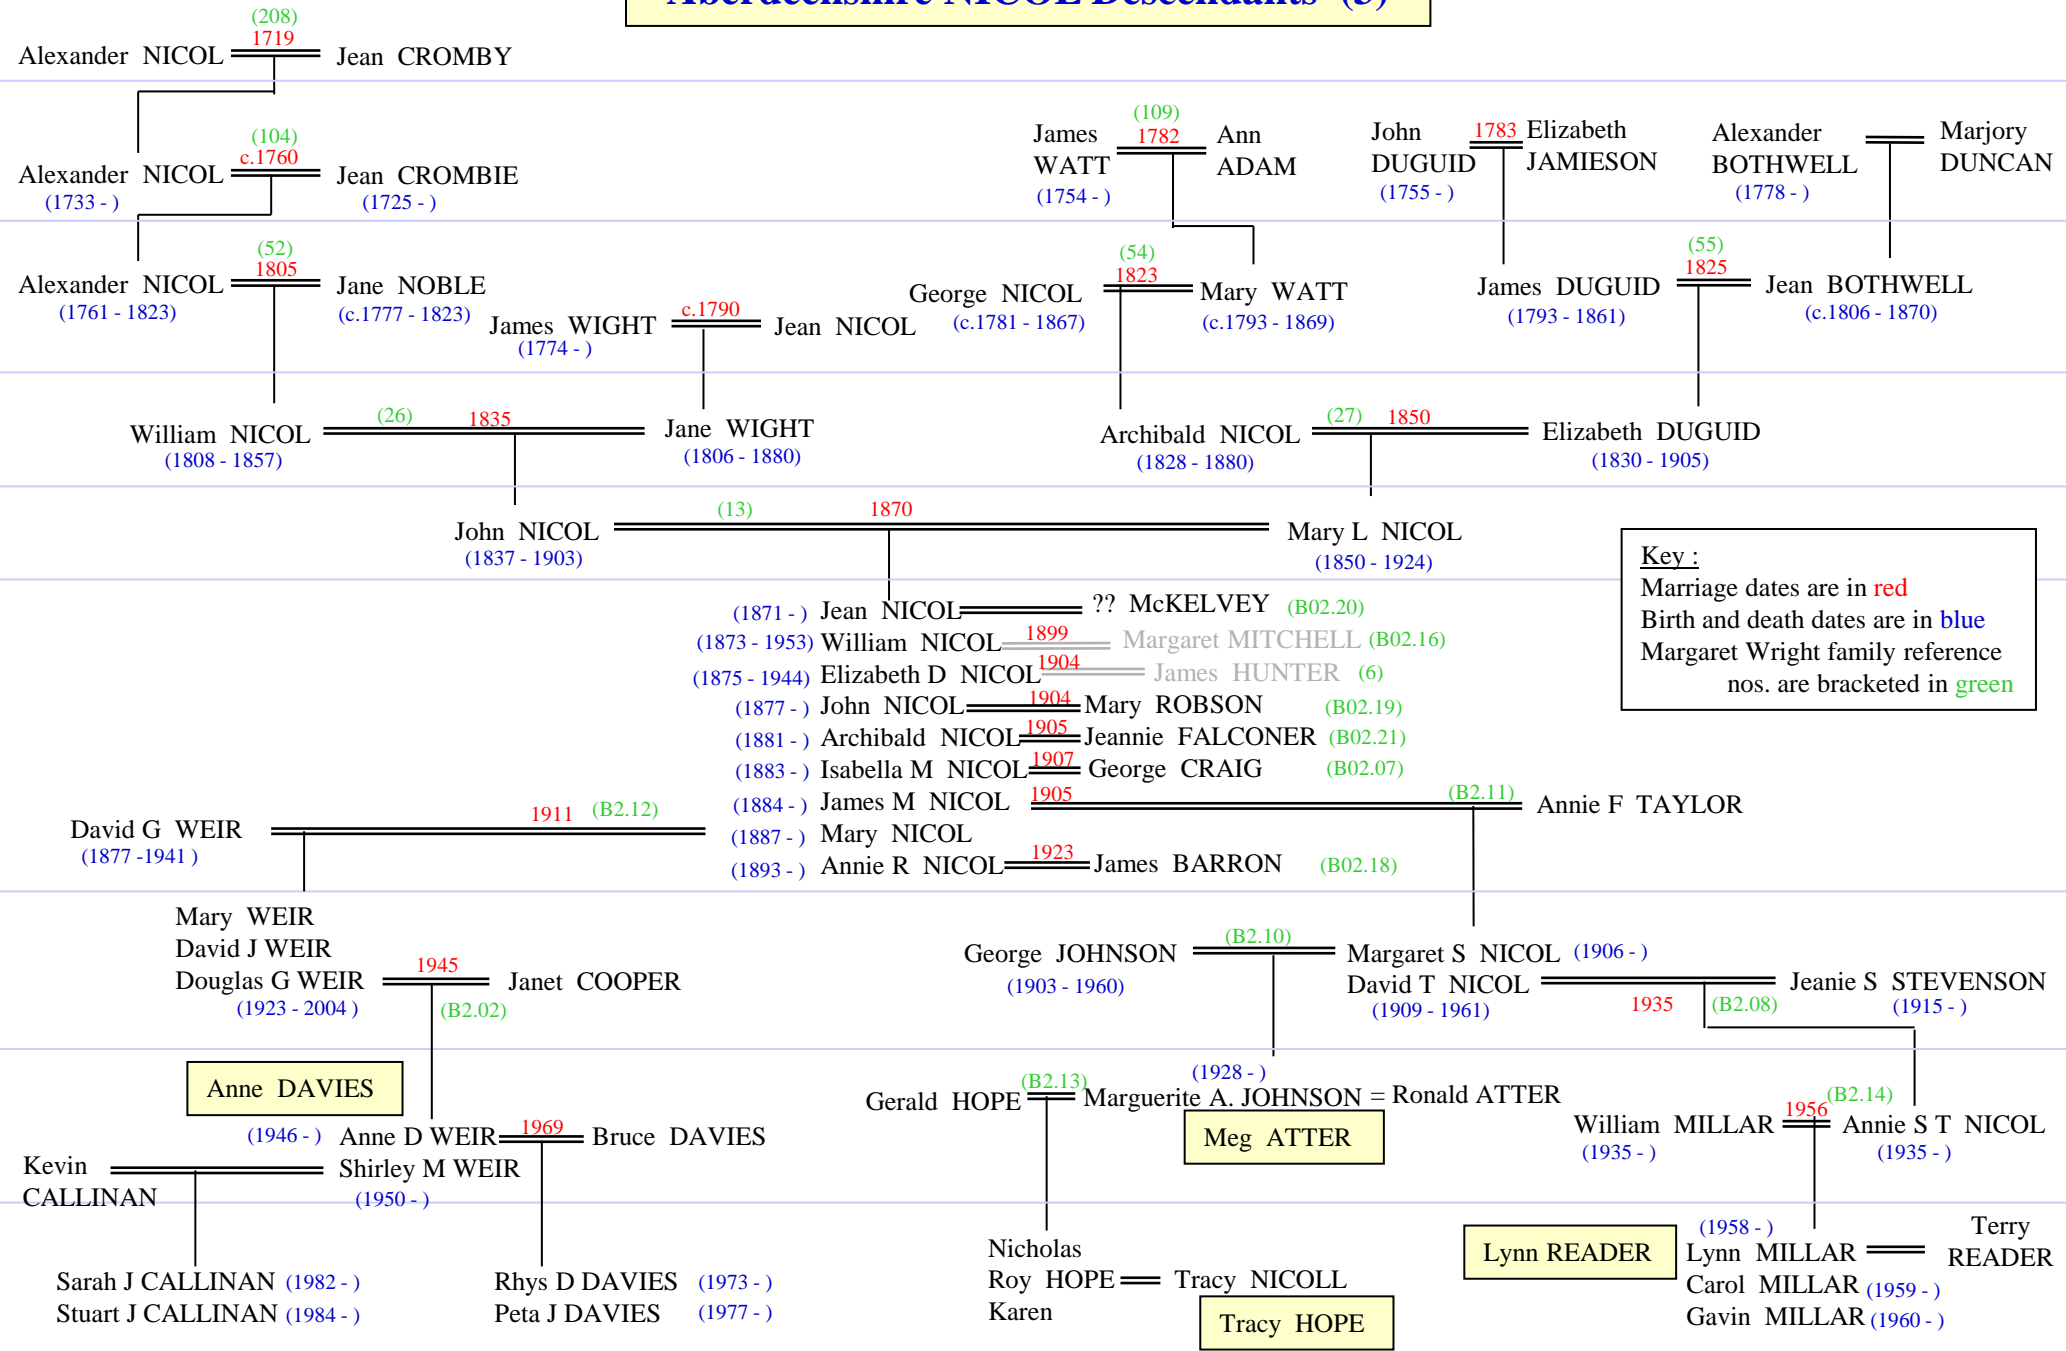 Aberdeenshire NICOL Descendants (3)
(208)
1719
Alexander NICOL
Jean CROMBY
(104)
c.1760
Alexander NICOL
Jean CROMBIE
(1733 - )
(1725 - )
(109)
James
1782
Ann
WATT
ADAM
(1754 - )
John
1783
Elizabeth
DUGUID
JAMIESON
(1755 - )
Alexander
Marjory
BOTHWELL
DUNCAN
(1778 - )
(52)
1805
Alexander NICOL
Jane NOBLE
(1761 - 1823)
(c.1777 - 1823)
c.1790
James WIGHT
Jean NICOL
(1774 - )
(54)
1823
George NICOL
Mary WATT
(c.1781 - 1867)
(c.1793 - 1869)
(55)
1825
James DUGUID
Jean BOTHWELL
(1793 - 1861)
(c.1806 - 1870)
(26)
1835
William NICOL
Jane WIGHT
(1808 - 1857)
(1806 - 1880)
(27)
1850
Archibald NICOL
Elizabeth DUGUID
(1828 - 1880)
(1830 - 1905)
(13)
1870
John NICOL
Mary L NICOL
(1837 - 1903)
(1850 - 1924)
Key :
Marriage dates are in red
Birth and death dates are in blue
Margaret Wright family reference
nos. are bracketed in green
(1871 - ) Jean NICOL ?? McKELVEY (B02.20)
(1873 - 1953) William NICOL 1899 Margaret MITCHELL (B02.16)
(1875 - 1944) Elizabeth D NICOL 1904 James HUNTER (6)
(1877 - ) John NICOL 1904 Mary ROBSON (B02.19)
(1881 - ) Archibald NICOL 1905 Jeannie FALCONER (B02.21)
(1883 - ) Isabella M NICOL 1907 George CRAIG (B02.07)
(1884 - ) James M NICOL 1905 (B2.11) Annie F TAYLOR
David G WEIR 1911 (B2.12) (1887 - ) Mary NICOL
(1877 -1941 )
(1893 - ) Annie R NICOL 1923 James BARRON (B02.18)
Mary WEIR
David J WEIR
Douglas G WEIR 1945 Janet COOPER
(1923 - 2004 ) (B2.02)
George JOHNSON (B2.10) Margaret S NICOL (1906 - )
(1903 - 1960)
David T NICOL Jeanie S STEVENSON
(1909 - 1961) 1935 (B2.08) (1915 - )
Anne DAVIES
(1946 - ) Anne D WEIR 1969 Bruce DAVIES
Kevin
CALLINAN
Shirley M WEIR
(1950 - )
(1928 - )
Gerald HOPE (B2.13) Marguerite A. JOHNSON = Ronald ATTER
Meg ATTER
(B2.14)
William MILLAR 1956 Annie S T NICOL
(1935 - )
(1935 - )
Sarah J CALLINAN (1982 - )
Stuart J CALLINAN (1984 - )
Rhys D DAVIES (1973 - )
Peta J DAVIES (1977 - )
Nicholas
Roy HOPE Tracy NICOLL
Karen
Tracy HOPE
Lynn READER
(1958 - )
Lynn MILLAR
Terry
READER
Carol MILLAR (1959 - )
Gavin MILLAR (1960 - )